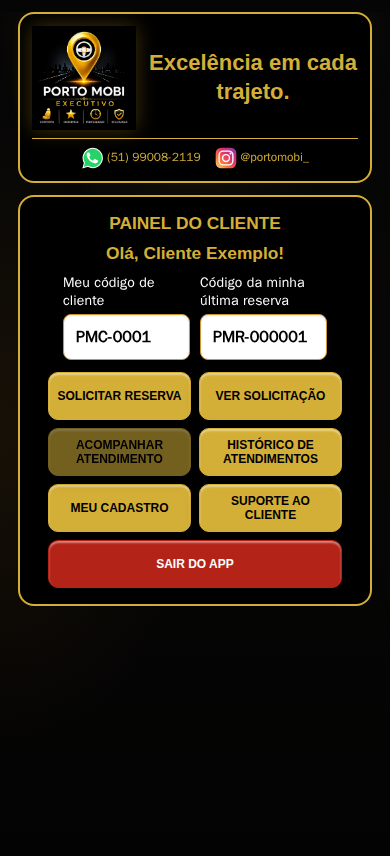 PORTO MOBI
EXECUTIVO
Excelência em cada
trajeto.
(51) 99008-2119 @portomobi_
PAINEL DO CLIENTE
Olá, Cliente Exemplo!
Meu código de
cliente
Código da minha
última reserva
PMC-0001 PMR-000001
SOLICITAR RESERVA VER SOLICITAÇÃO
ACOMPANHAR
ATENDIMENTO
HISTÓRICO DE
ATENDIMENTOS
MEU CADASTRO
SUPORTE AO
CLIENTE
SAIR DO APP